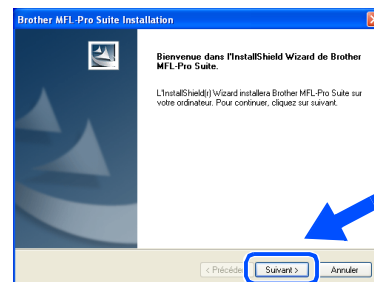 Brother MFL-Pro Suite Installation
Bienvenue dans l'InstallShield Wizard de Brother
MFL-Pro Suite.
L'InstallShield(r) Wizard installera Brother MFL-Pro Suite sur
votre ordinateur. Pour continuer, cliquez sur suivant.
< Précéde
Suivant >
Annuler